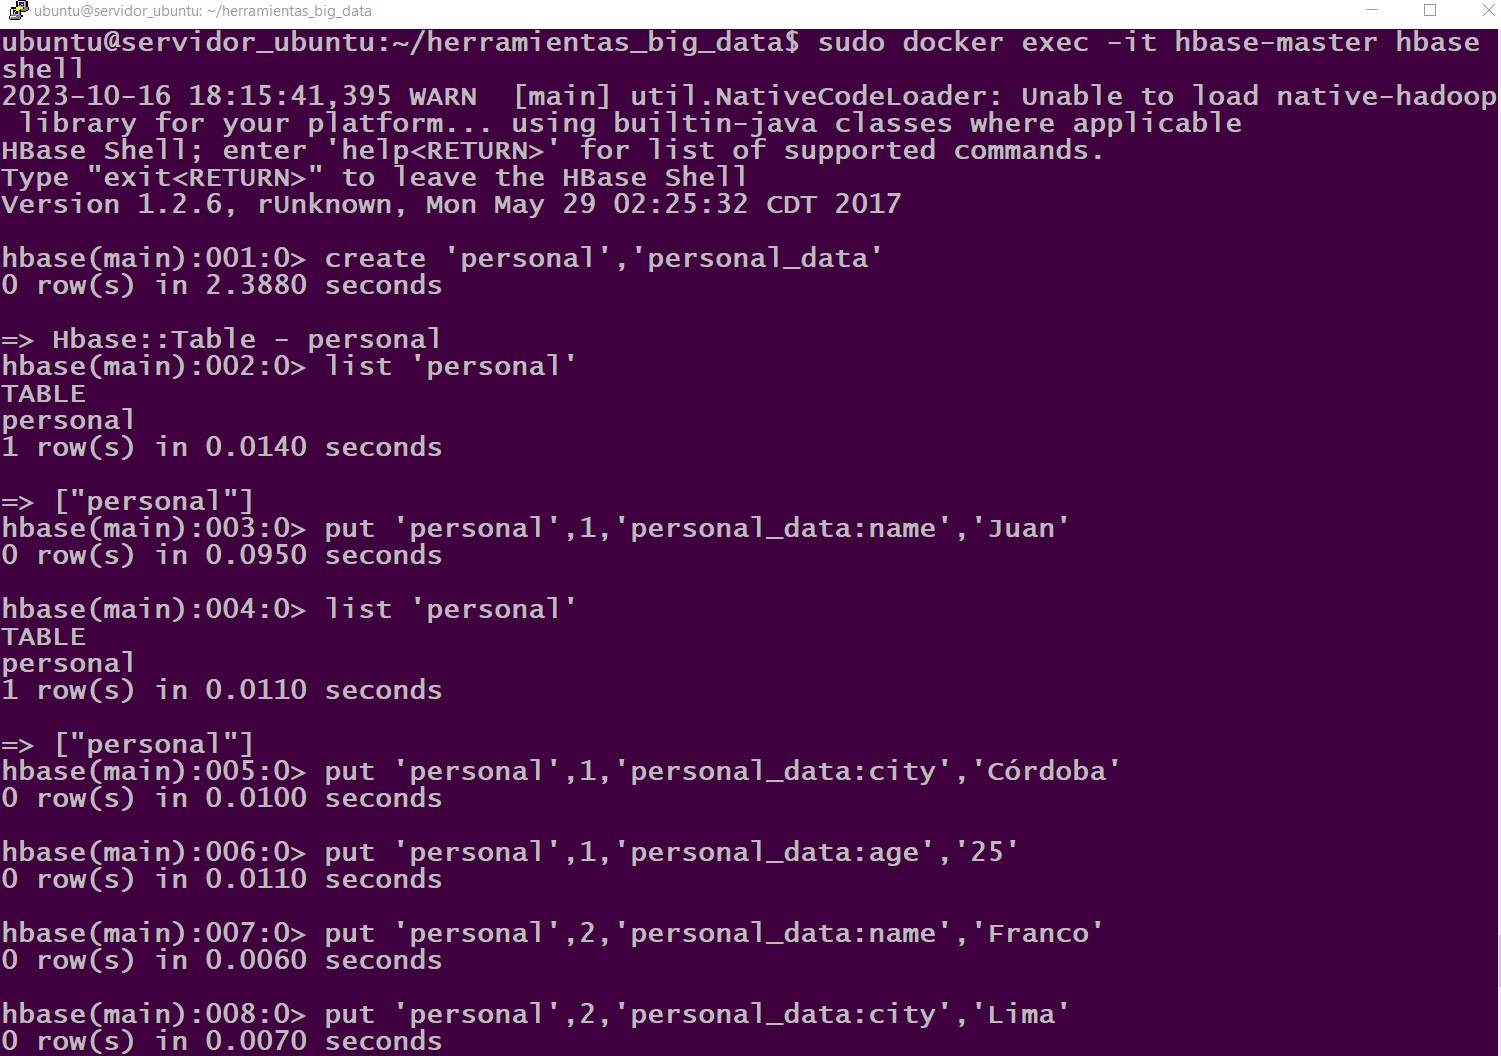 ubuntu@servidor_ubuntu: ~/herramientas_big_data
ubuntu@servidor_ubuntu:~/herramientas_big_data$ sudo docker exec -it hbase-master hbase
shell
2023-10-16 18:15:41,395 WARN  [main] util.NativeCodeLoader: Unable to load native-hadoop
 library for your platform... using builtin-java classes where applicable
HBase Shell; enter 'help<RETURN>' for list of supported commands.
Type "exit<RETURN>" to leave the HBase Shell
Version 1.2.6, rUnknown, Mon May 29 02:25:32 CDT 2017

hbase(main):001:0> create 'personal','personal_data'
0 row(s) in 2.3880 seconds

=> Hbase::Table - personal
hbase(main):002:0> list 'personal'
TABLE
personal
1 row(s) in 0.0140 seconds

=> ["personal"]
hbase(main):003:0> put 'personal',1,'personal_data:name','Juan'
0 row(s) in 0.0950 seconds

hbase(main):004:0> list 'personal'
TABLE
personal
1 row(s) in 0.0110 seconds

=> ["personal"]
hbase(main):005:0> put 'personal',1,'personal_data:city','Córdoba'
0 row(s) in 0.0100 seconds

hbase(main):006:0> put 'personal',1,'personal_data:age','25'
0 row(s) in 0.0110 seconds

hbase(main):007:0> put 'personal',2,'personal_data:name','Franco'
0 row(s) in 0.0060 seconds

hbase(main):008:0> put 'personal',2,'personal_data:city','Lima'
0 row(s) in 0.0070 seconds